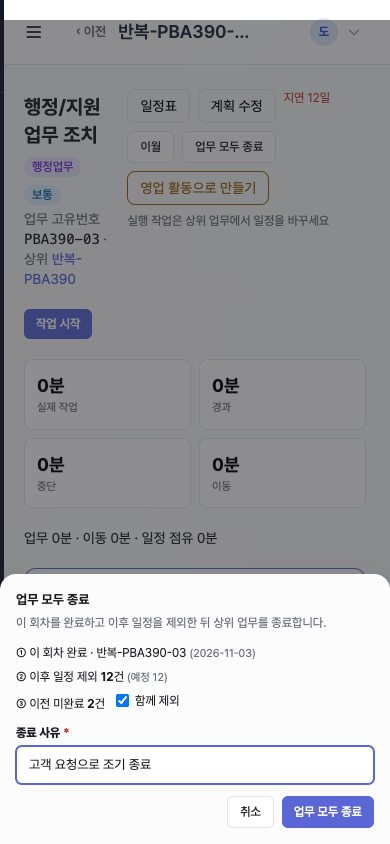 ‹ 이전 반복-PBA390-... 도
행정/지원 업무 조치
행정업무
보통
업무 고유번호
PBA390-03 ·
상위 반복-
PBA390
일정표 계획 수정 지연 12일
이월 업무 모두 종료
영업 활동으로 만들기
실행 작업은 상위 업무에서 일정을 바꾸세요
작업 시작
0분
실제 작업
0분
경과
0분
중단
0분
이동
업무 0분 · 이동 0분 · 일정 점유 0분
업무 모두 종료
이 회차를 완료하고 이후 일정을 제외한 뒤 상위 업무를 종료합니다.
① 이 회차 완료 · 반복-PBA390-03 (2026-11-03)
② 이후 일정 제외 12건 (예정 12)
③ 이전 미완료 2건 함께 제외
종료 사유 *
고객 요청으로 조기 종료
취소 업무 모두 종료